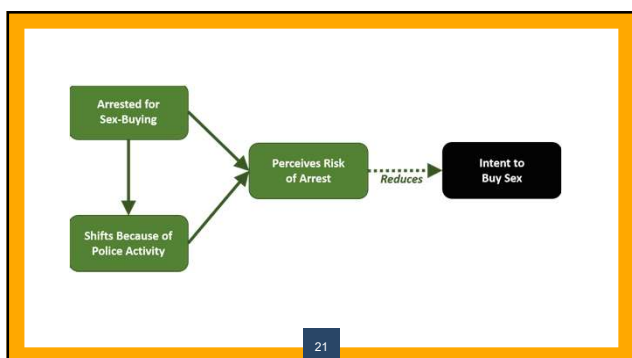 Arrested for
Sex-Buying
Perceives Risk
of Arrest
Reduces
Intent to
Buy Sex
Shifts Because of
Police Activity
21